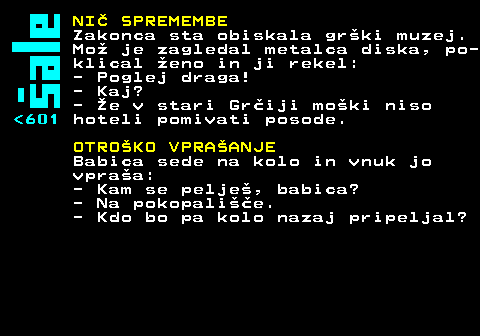 šale
<601
NIČ SPREMEMBE
Zakonca sta obiskala grški muzej.
Mož je zagledal metalca diska, po-
klical ženo in ji rekel:
- Poglej draga!
- Kaj?
- Že v stari Grčiji moški niso
hoteli pomivati posode.
OTROŠKO VPRAŠANJE
Babica sede na kolo in vnuk jo
vpraša:
- Kam se pelješ, babica?
- Na pokopališče.
- Kdo bo pa kolo nazaj pripeljal?